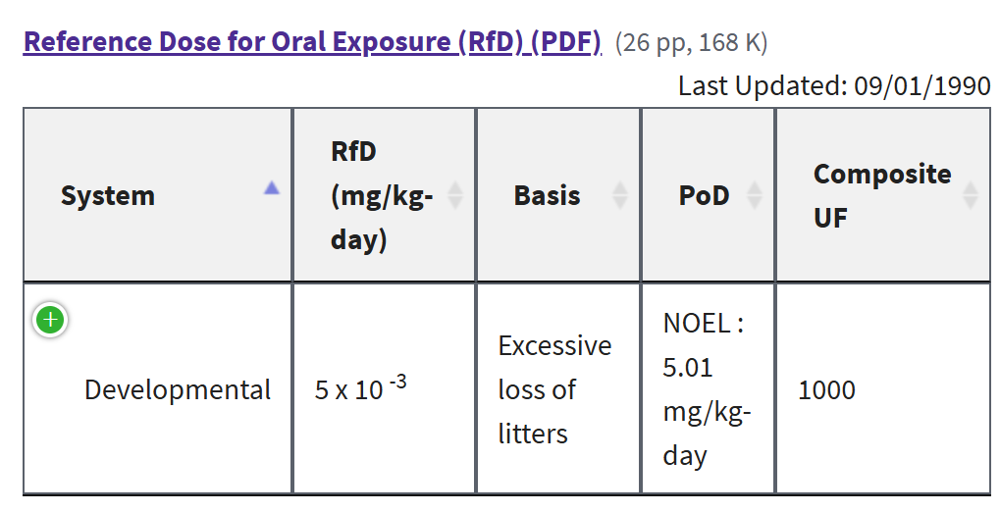 Reference Dose for Oral Exposure (RfD) (PDF) (26 pp, 168 K)
Last Updated: 09/01/1990
System
RfD
(mg/kg-
day)
Basis
PoD
Composite
UF
Developmental
5 x 10 -3
Excessive
loss of
litters
NOEL :
5.01
mg/kg-
day
1000